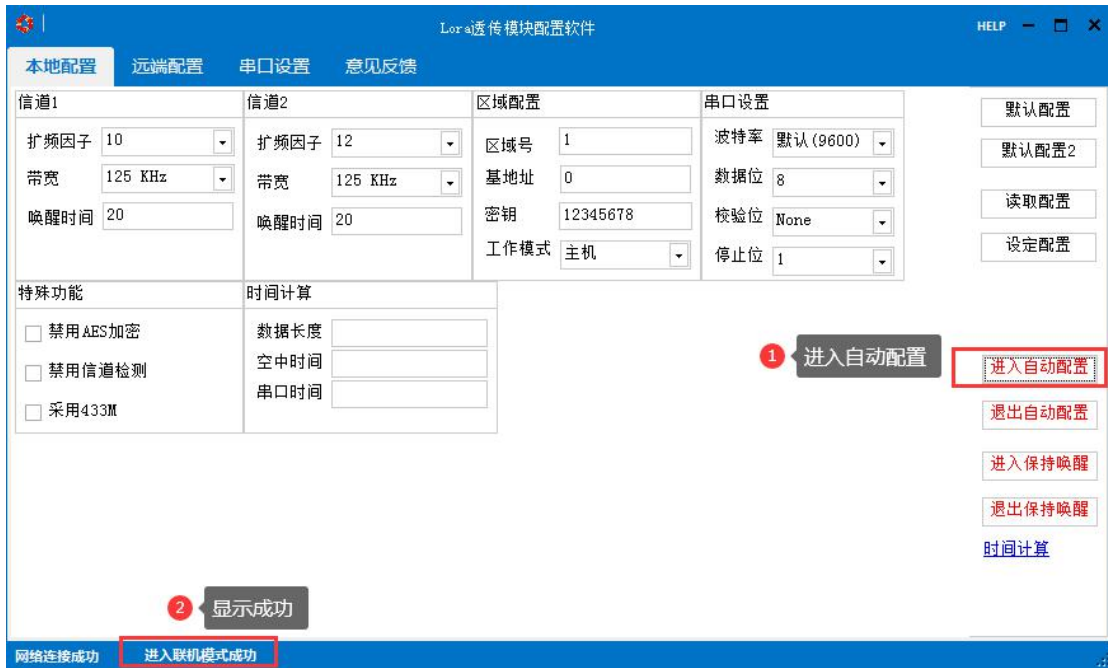 Lora透传模块配置软件
HELP
本地配置 远端配置 串口设置 意见反馈
信道1
扩频因子 10
带宽 125 KHz
唤醒时间 20
信道2
扩频因子 12
带宽 125 KHz
唤醒时间 20
区域配置
区域号 1
基地址 0
密钥 12345678
工作模式 主机
串口设置
波特率 默认(9600)
数据位 8
校验位 None
停止位 1
默认配置
默认配置2
读取配置
设定配置
特殊功能
禁用AES加密
禁用信道检测
采用433M
时间计算
数据长度
空中时间
串口时间
1 进入自动配置
进入自动配置
退出自动配置
进入保持唤醒
退出保持唤醒
时间计算
2 显示成功
网络连接成功 进入联机模式成功